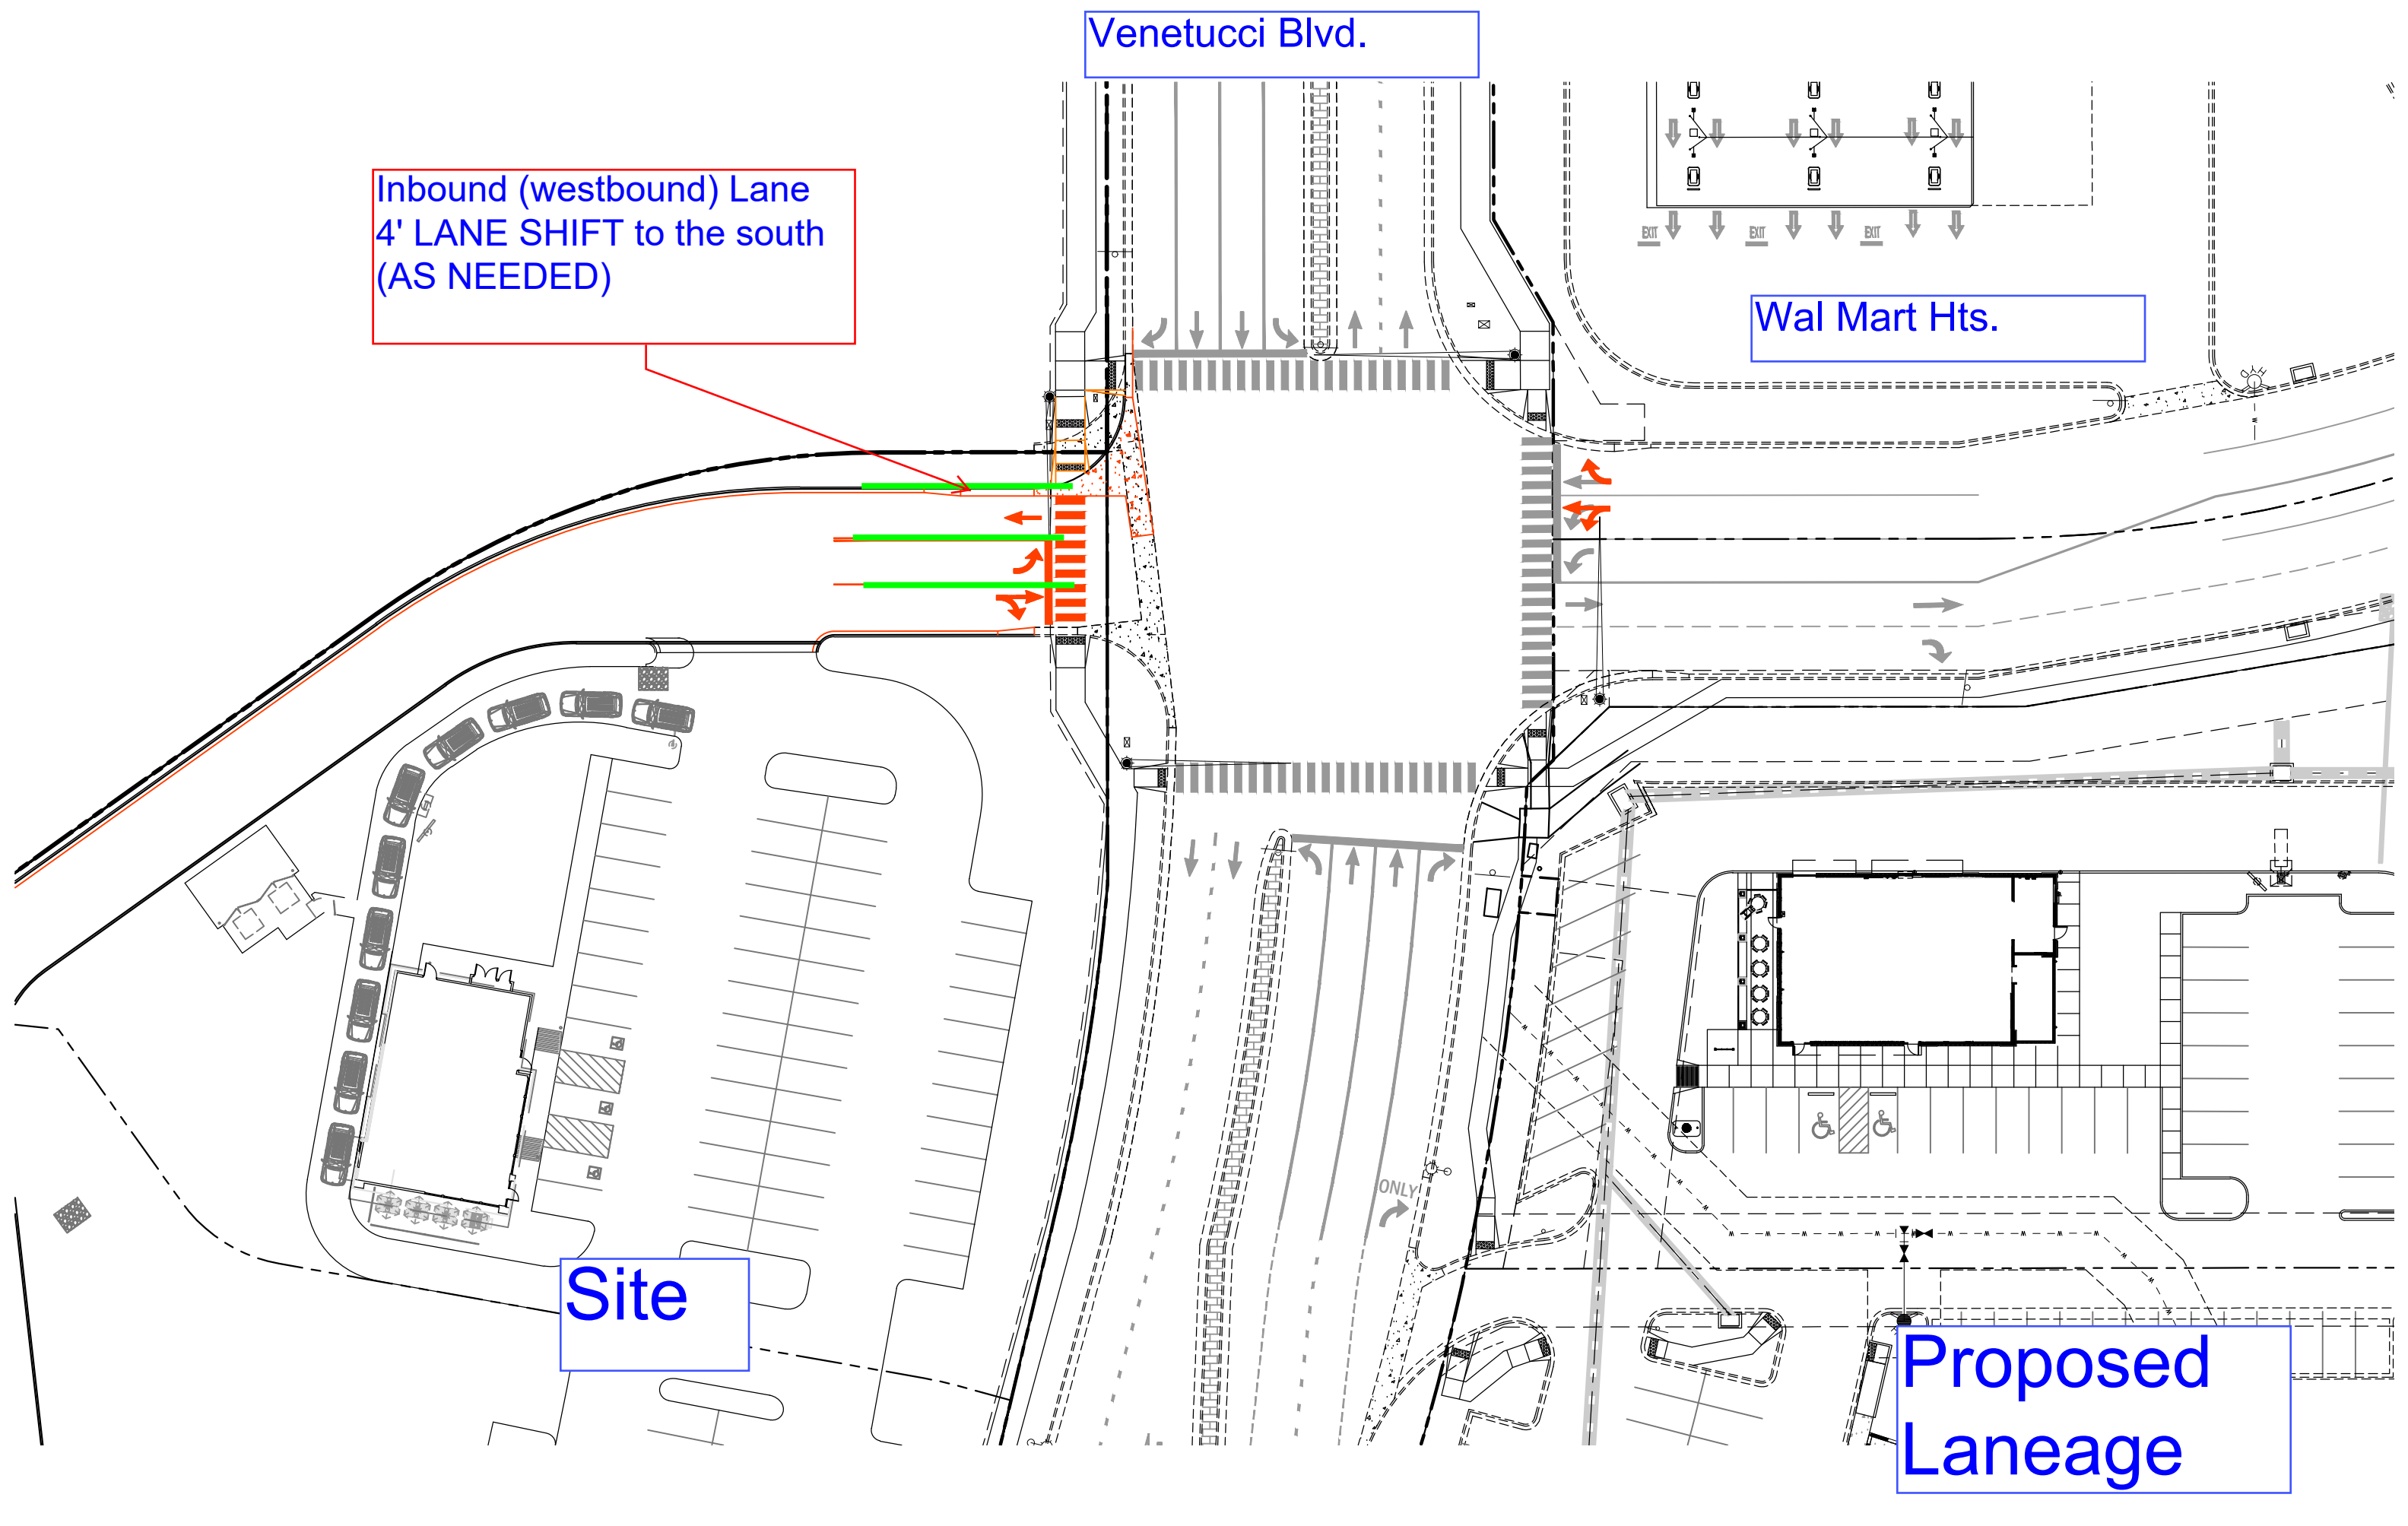 Venetucci Blvd.
Inbound (westbound) Lane
4' LANE SHIFT to the south
(AS NEEDED)
EXIT EXIT EXIT
Wal Mart Hts.
ONLY
Site
Proposed
Laneage